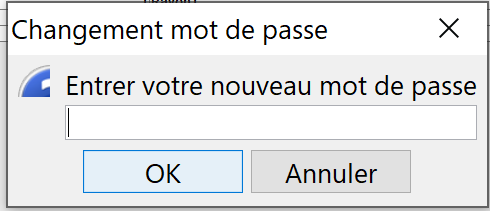 Changement mot de passe
Entrer votre nouveau mot de passe
OK
Annuler